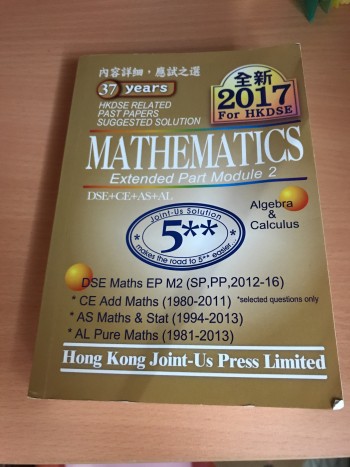 內容詳細，應試之選
37 years
HKDSE RELATED
PAST PAPERS
SUGGESTED SOLUTION
全新
2017
For HKDSE
MATHEMATICS
Extended Part Module 2
DSE+CE+AS+AL
Algebra
&
Calculus
Joint-Us Solution
5**
* makes the road to 5** easier *
DSE Maths EP M2 (SP,PP,2012-16)
* CE Add Maths (1980-2011) *selected questions only
* AS Maths & Stat (1994-2013)
* AL Pure Maths (1981-2013)
Hong Kong Joint-Us Press Limited